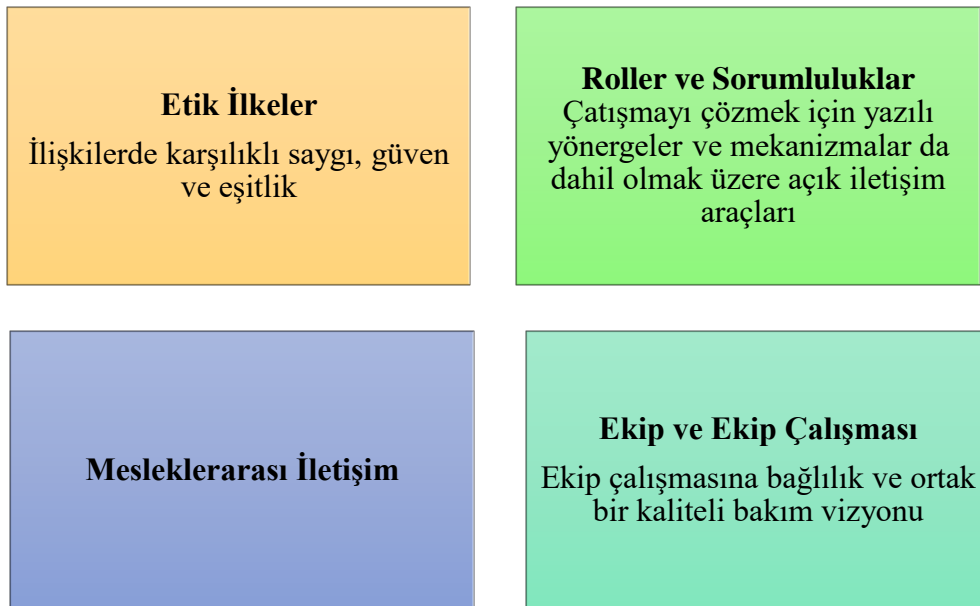 Etik İlkeler
İlişkilerde karşılıklı saygı, güven
ve eşitlik
Roller ve Sorumluluklar
Çatışmayı çözmek için yazılı
yönergeler ve mekanizmalar da
dahil olmak üzere açık iletişim
araçları
Mesleklerarası İletişim
Ekip ve Ekip Çalışması
Ekip çalışmasına bağlılık ve ortak
bir kaliteli bakım vizyonu